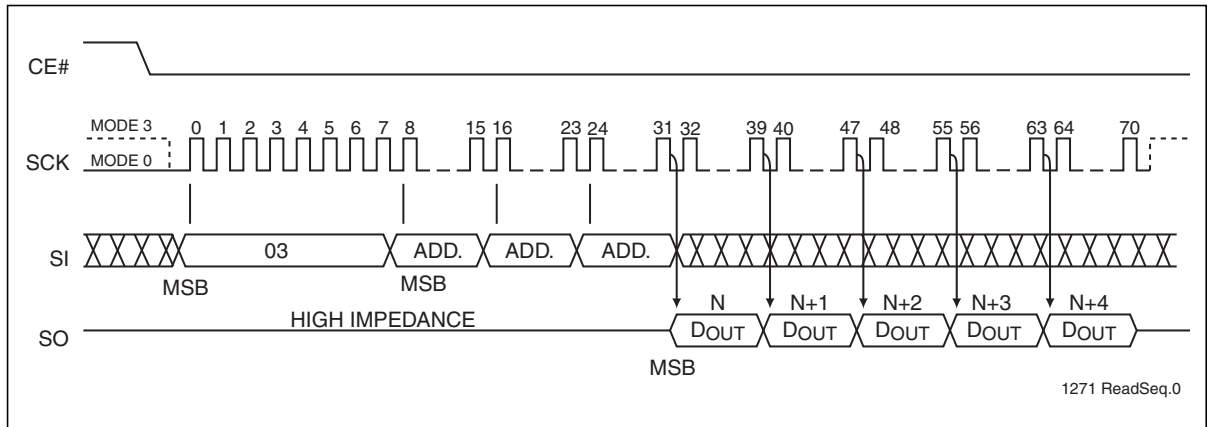 CE#
MODE 3
0 1 2 3 4 5 6 7 8 15 16 23 24 31 32 39 40 47 48 55 56 63 64 70
SCK
MODE 0
SI
03 ADD. ADD. ADD.
MSB MSB
N N+1 N+2 N+3 N+4
HIGH IMPEDANCE
SO
DOUT DOUT DOUT DOUT DOUT
MSB
1271 ReadSeq.0